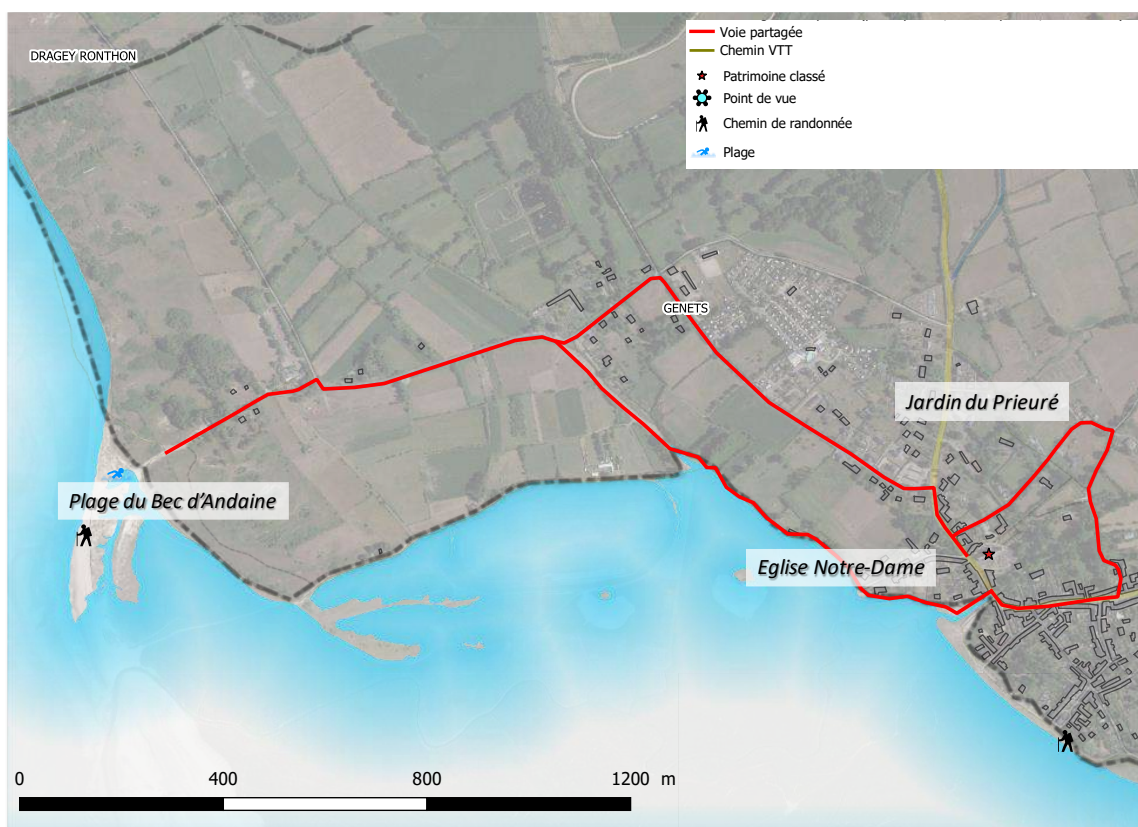 DRAGEY RONTHON
Voie partagée
Chemin VTT
Patrimoine classé
Point de vue
Chemin de randonnée
Plage
GENETS
Jardin du Prieuré
Plage du Bec d'Andaine
Eglise Notre-Dame
0 400 800 1200 m